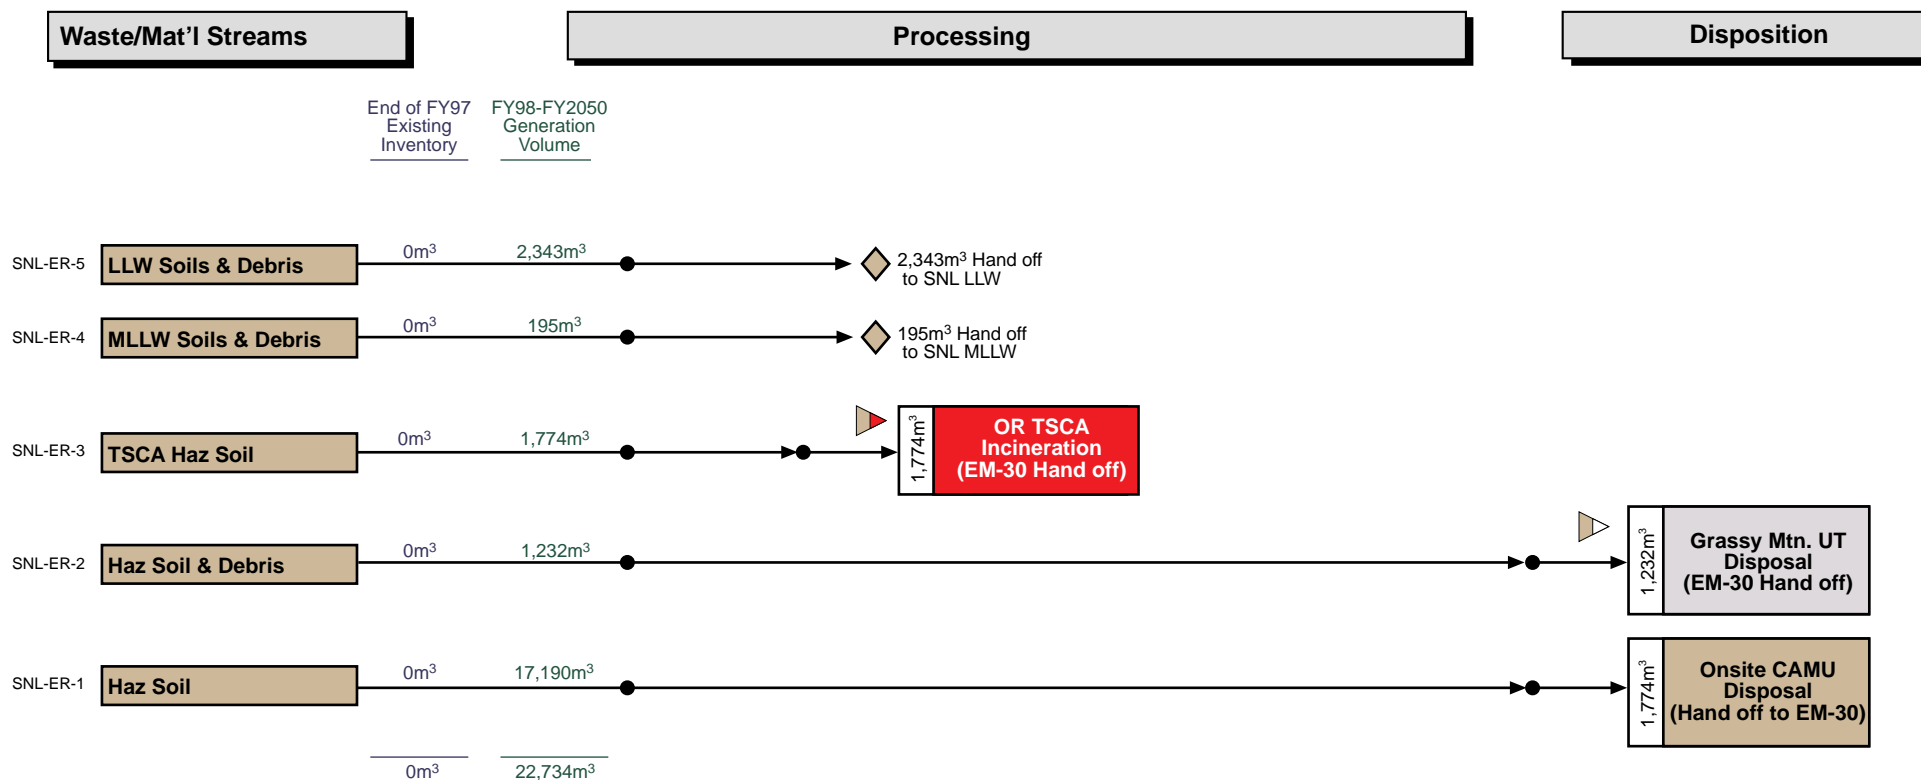 Waste/Mat'l Streams
Processing
Disposition
End of FY97
Existing
Inventory
FY98-FY2050
Generation
Volume
SNL-ER-5
LLW Soils & Debris
0m³
2,343m³
2,343m³ Hand off
to SNL LLW
SNL-ER-4
MLLW Soils & Debris
0m³
195m³
195m³ Hand off
to SNL MLLW
SNL-ER-3
TSCA Haz Soil
0m³
1,774m³
1,774m³
OR TSCA
Incineration
(EM-30 Hand off)
SNL-ER-2
Haz Soil & Debris
0m³
1,232m³
1,232m³
Grassy Mtn. UT
Disposal
(EM-30 Hand off)
SNL-ER-1
Haz Soil
0m³
17,190m³
1,774m³
Onsite CAMU
Disposal
(Hand off to EM-30)
0m³
22,734m³